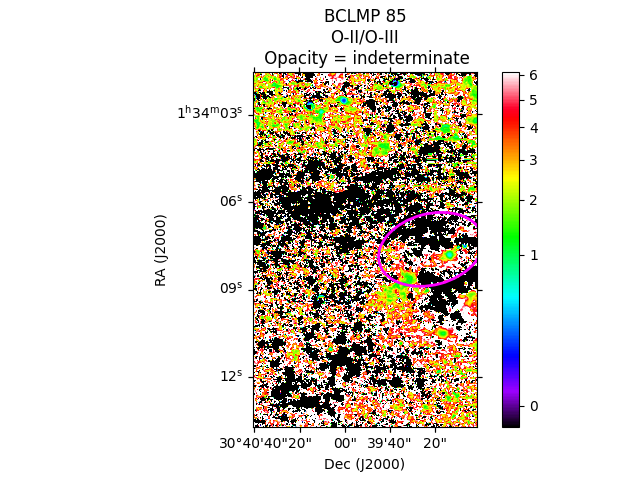 BCLMP 85
O-II/O-III
Opacity = indeterminate
1ʰ34ᵐ03ˢ
06ˢ
09ˢ
12ˢ
RA (J2000)
30°40'40"20" 00" 39'40" 20"
Dec (J2000)
6
5
4
3
2
1
0